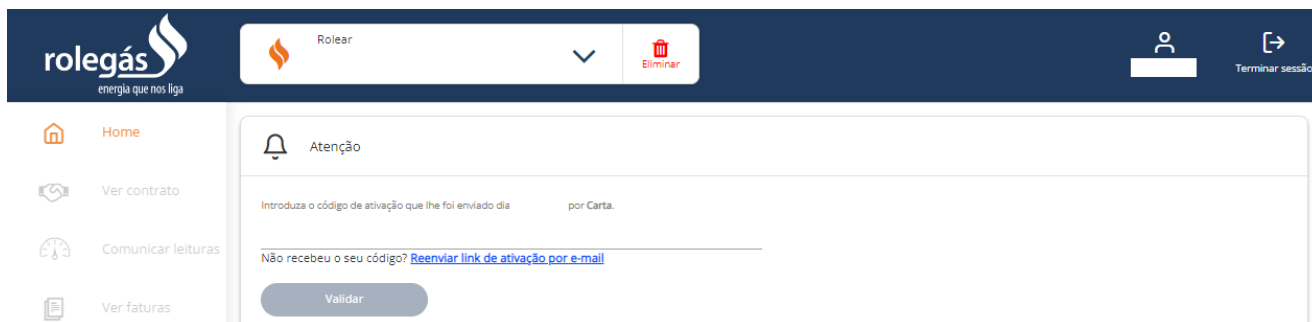 rolegás
energia que nos liga
Rolear
Eliminar
Terminar sessão
Home
Ver contrato
Comunicar leituras
Ver faturas
Atenção
Introduza o código de ativação que lhe foi enviado dia por Carta.
Não recebeu o seu código? Reenviar link de ativação por e-mail
Validar